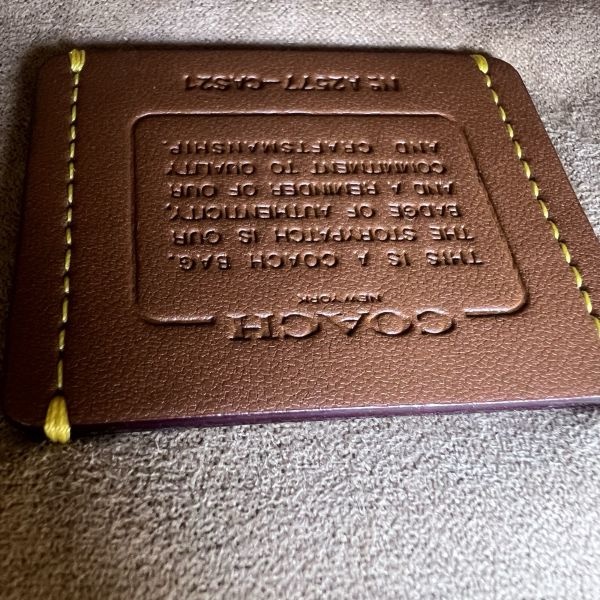 COACH
NEW YORK
THIS IS A COACH BAG.
THE STORYPATCH IS OUR
BADGE OF AUTHENTICITY,
AND A REMINDER OF OUR
COMMITMENT TO QUALITY
AND CRAFTSMANSHIP.
Nº A2577-CAS21